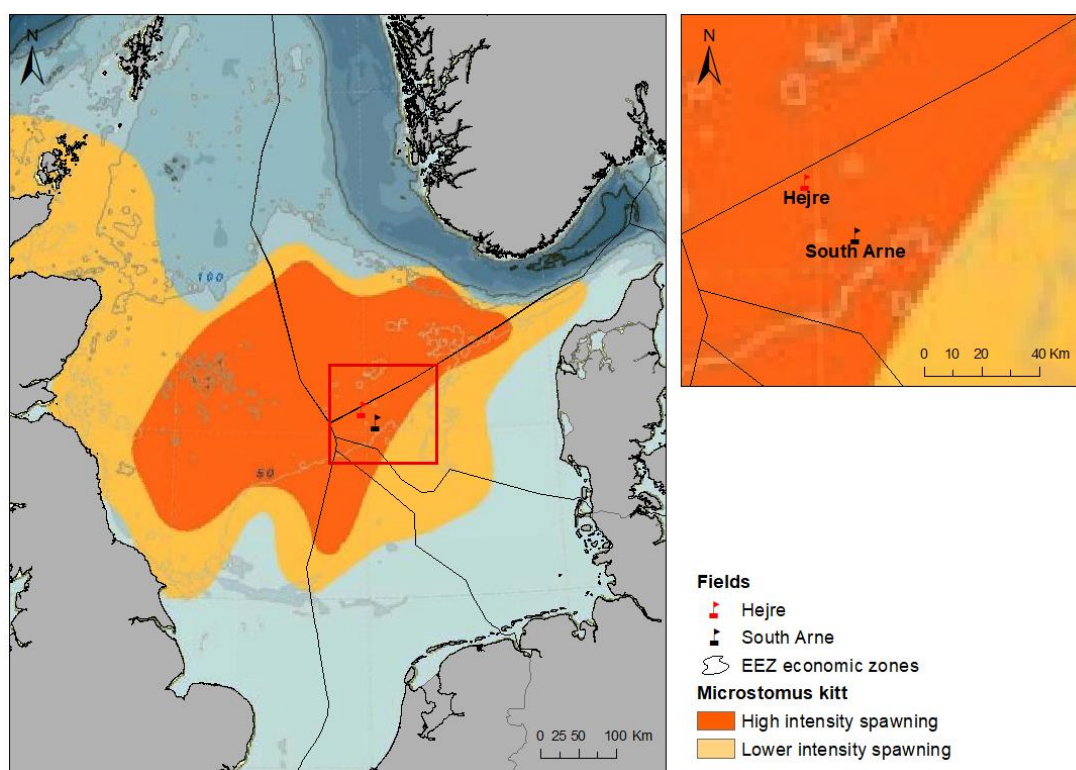 N
100
50
0 25 50 100 Km
N
Hejre
South Arne
0 10 20 40 Km
Fields
Hejre
South Arne
EEZ economic zones
Microstomus kitt
High intensity spawning
Lower intensity spawning